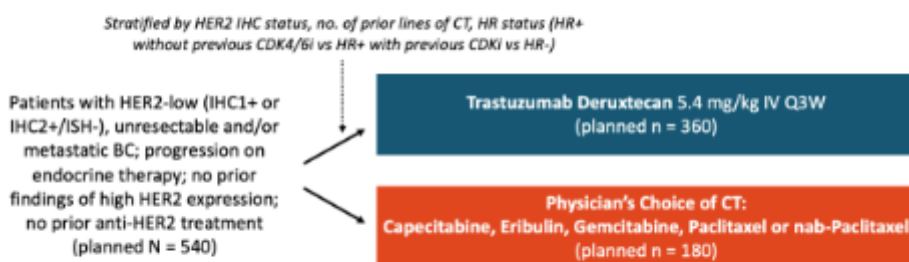 Stratified by HER2 IHC status, no. of prior lines of CT, HR status (HR+
without previous CDK4/6i vs HR+ with previous CDKi vs HR-)
Patients with HER2-low (IHC1+ or
IHC2+/ISH-), unresectable and/or
metastatic BC; progression on
endocrine therapy; no prior
findings of high HER2 expression;
no prior anti-HER2 treatment
(planned N = 540)
Trastuzumab Deruxtecan 5.4 mg/kg IV Q3W
(planned n = 360)
Physician's Choice of CT:
Capecitabine, Eribulin, Gemcitabine, Paclitaxel or nab-Paclitaxel
(planned n = 180)